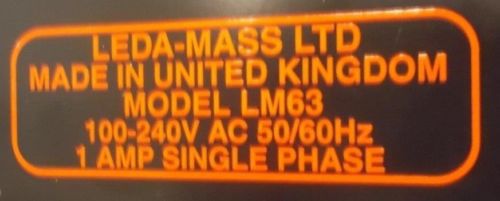 LEDA-MASS LTD
MADE IN UNITED KINGDOM
MODEL LM63
100-240V AC 50/60Hz
1 AMP SINGLE PHASE